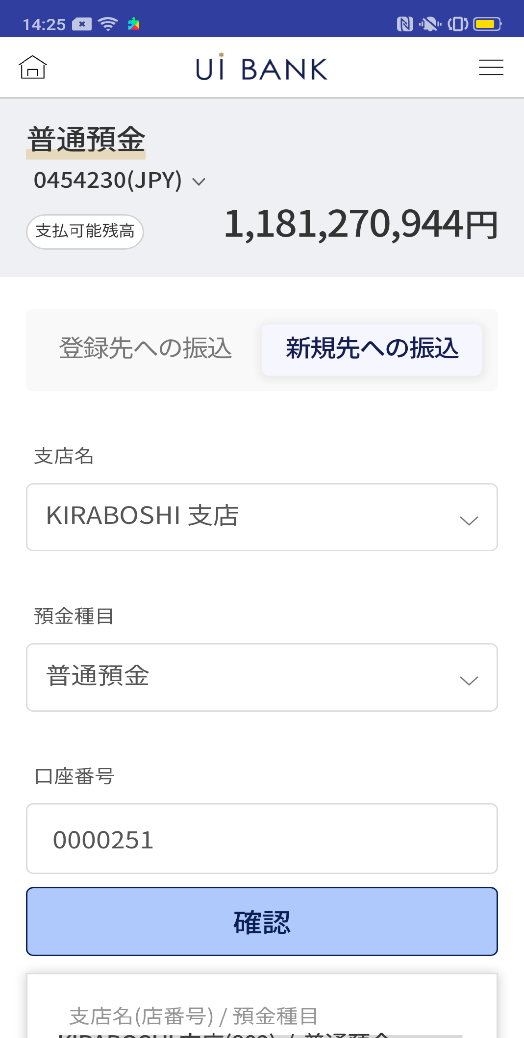 14:25
UI BANK
普通預金
0454230(JPY)
支払可能残高
1,181,270,944円
登録先への振込
新規先への振込
支店名
KIRABOSHI 支店
預金種目
普通預金
口座番号
0000251
確認
支店名(店番号) / 預金種目